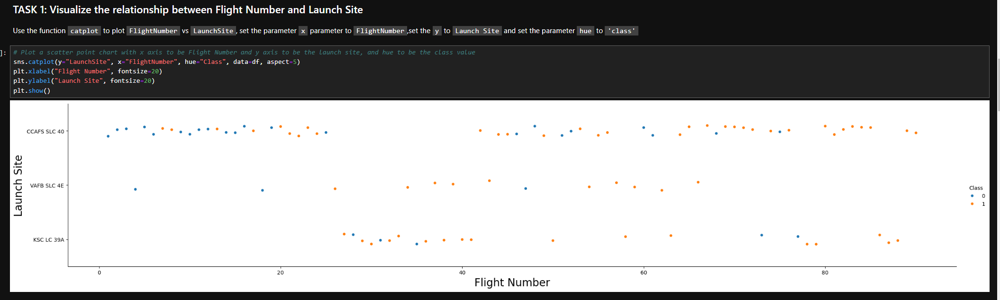 TASK 1: Visualize the relationship between Flight Number and Launch Site
Use the function catplot to plot FlightNumber vs LaunchSite, set the parameter x parameter to FlightNumber,set the y to Launch Site and set the parameter hue to 'class'
]:
# Plot a scatter point chart with x axis to be Flight Number and y axis to be the launch site, and hue to be the class value
sns.catplot(y="LaunchSite", x="FlightNumber", hue="Class", data=df, aspect=5)
plt.xlabel("Flight Number", fontsize=20)
plt.ylabel("Launch Site", fontsize=20)
plt.show()
Launch Site
CCAFS SLC 40
VAFB SLC 4E
KSC LC 39A
Class
0
1
0 20 40 60 80
Flight Number